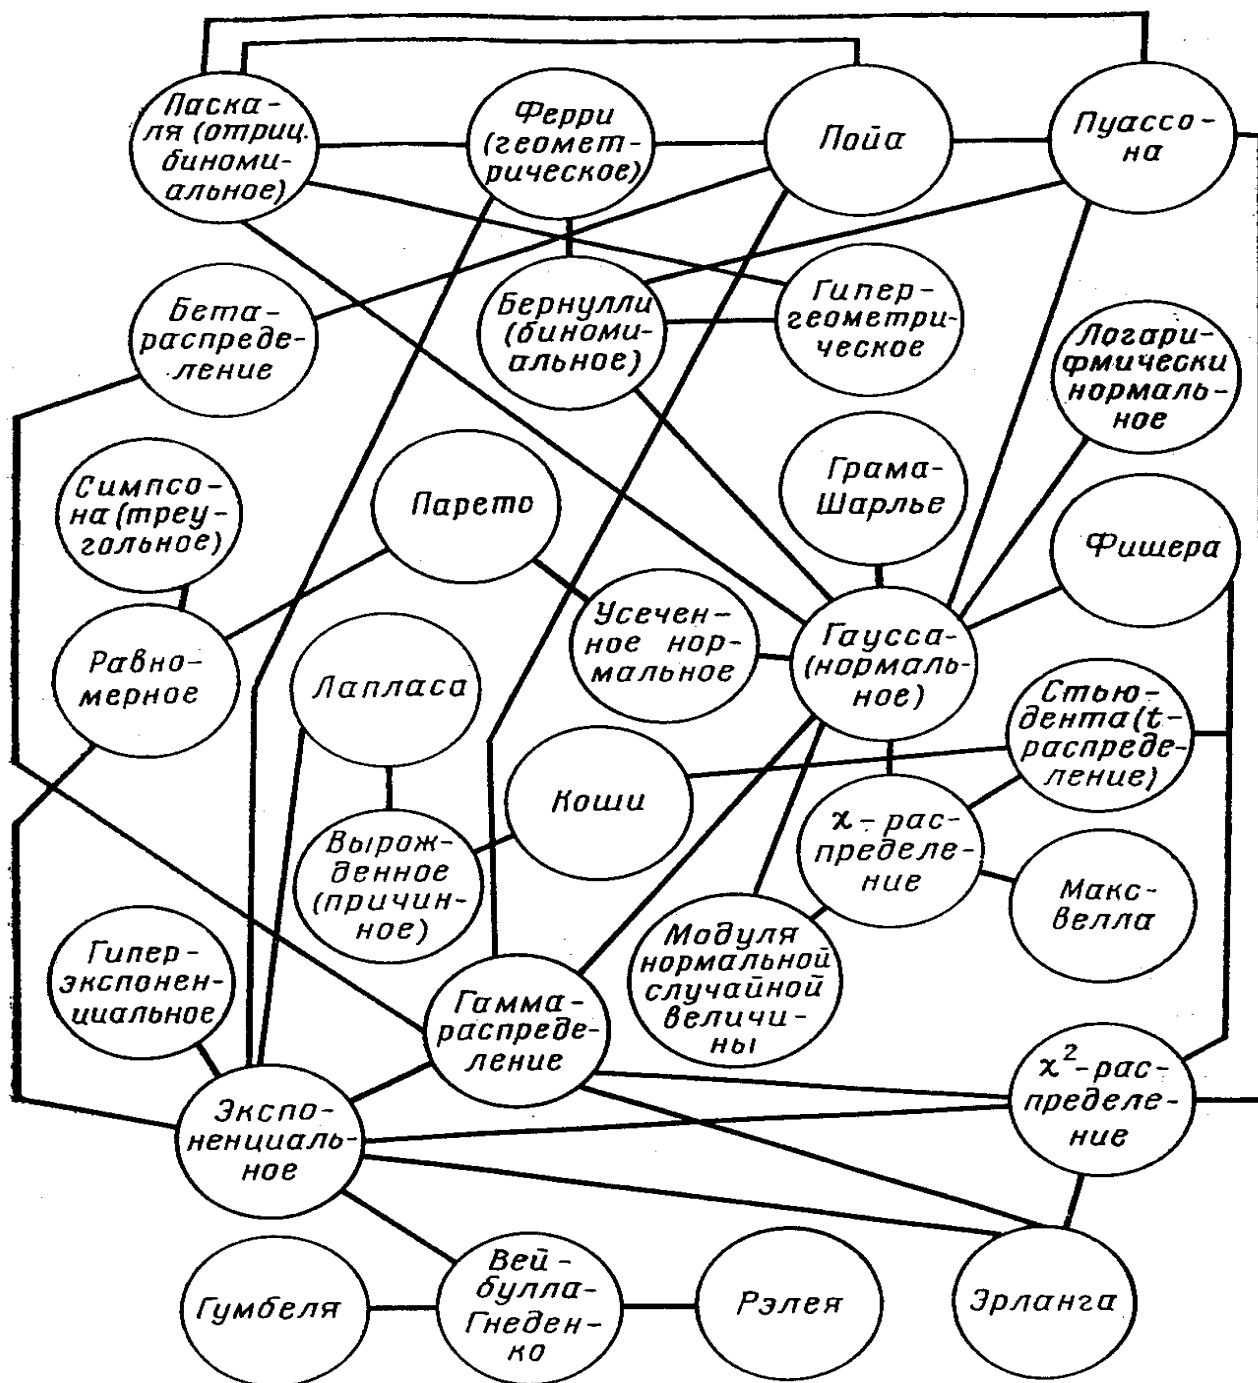 Паска-
ля (отриц.
биноми-
альное)
Ферри
(геомет-
рическое)
Пойа
Пуассо-
на
Бета-
распреде-
ление
Бернулли
(биноми-
альное)
Гипер-
геометри-
ческое
Логари-
фмически
нормаль-
ное
Симпсо-
на (треу-
гольное)
Парето
Грама-
Шарлье
Фишера
Равно-
мерное
Лапласа
Усечен-
ное нор-
мальное
Гаусса-
(нормаль-
ное)
Стью-
дента (t-
распреде-
ление)
Коши
Вырож-
денное
(причин-
ное)
ϰ-рас-
пределе-
ние
Макс-
велла
Гипер-
экспонен-
циальное
Гамма-
распреде-
ление
Модуля
нормальной
случайной
величи-
ны
ϰ²-рас-
пределе-
ние
Экспо-
ненциаль-
ное
Гумбеля
Вей-
булла-
Гнеден-
ко
Рэлея
Эрланга